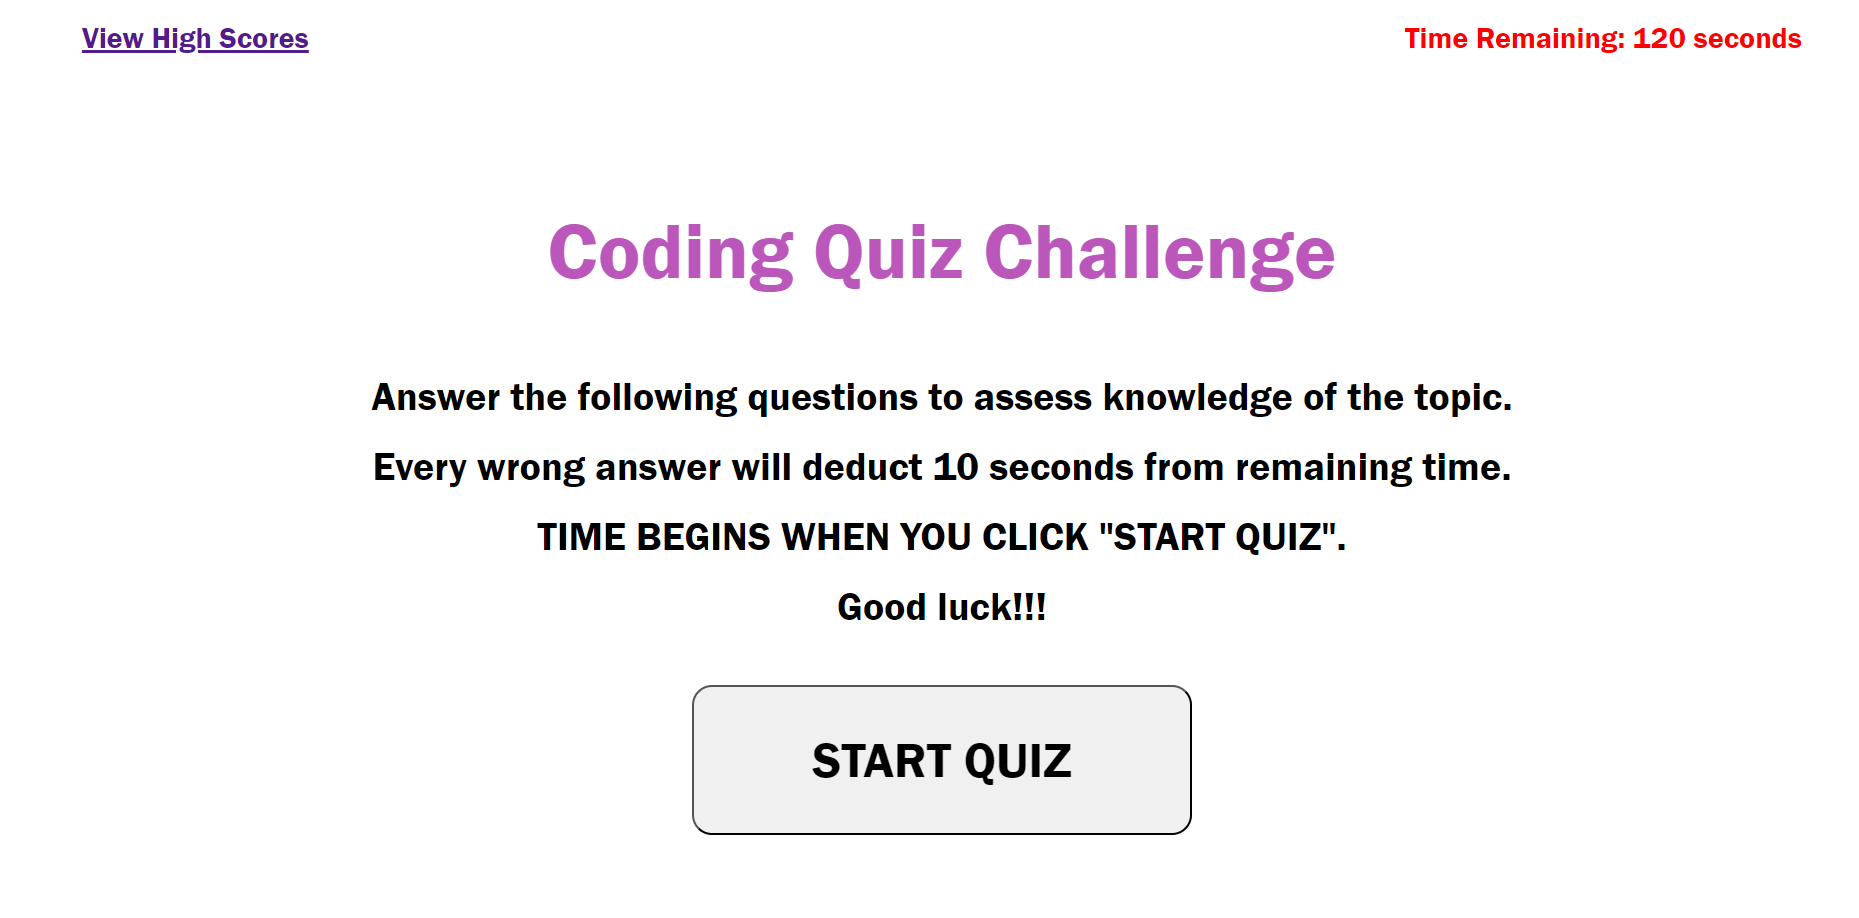 View High Scores
Time Remaining: 120 seconds
Coding Quiz Challenge
Answer the following questions to assess knowledge of the topic.
Every wrong answer will deduct 10 seconds from remaining time.
TIME BEGINS WHEN YOU CLICK "START QUIZ".
Good luck!!!
START QUIZ